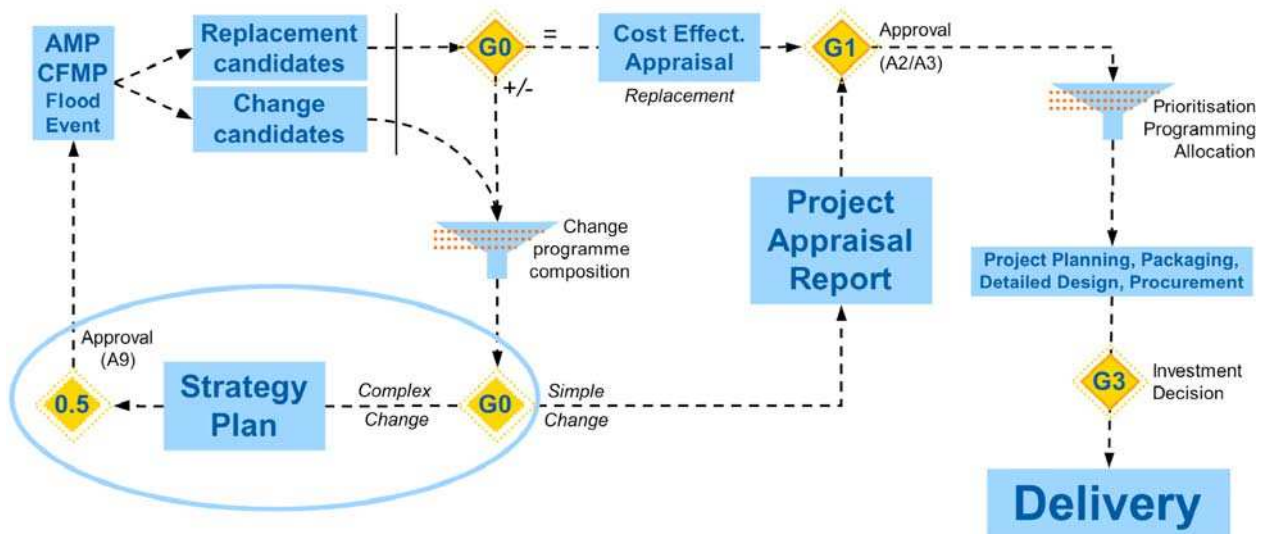 AMP
CFMP
Flood
Event
Replacement
candidates
Change
candidates
G0
=
+/-
Cost Effect.
Appraisal
Replacement
G1
Approval
(A2/A3)
Prioritisation
Programming
Allocation
Change
programme
composition
Project
Appraisal
Report
Project Planning, Packaging,
Detailed Design, Procurement
Approval
(A9)
0.5
Strategy
Plan
Complex
Change
G0
Simple
Change
G3
Investment
Decision
Delivery